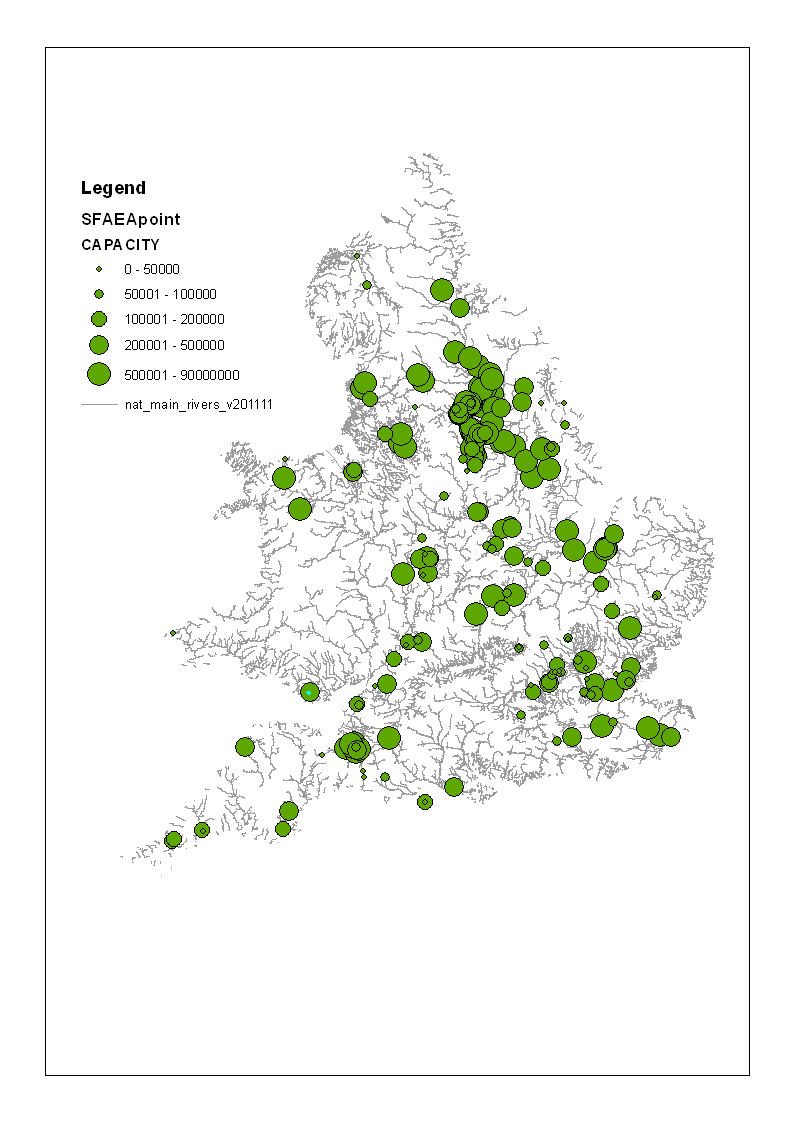 Legend
SFAEApoint
CAPACITY
0 - 50000
50001 - 100000
100001 - 200000
200001 - 500000
500001 - 90000000
nat_main_rivers_v201111